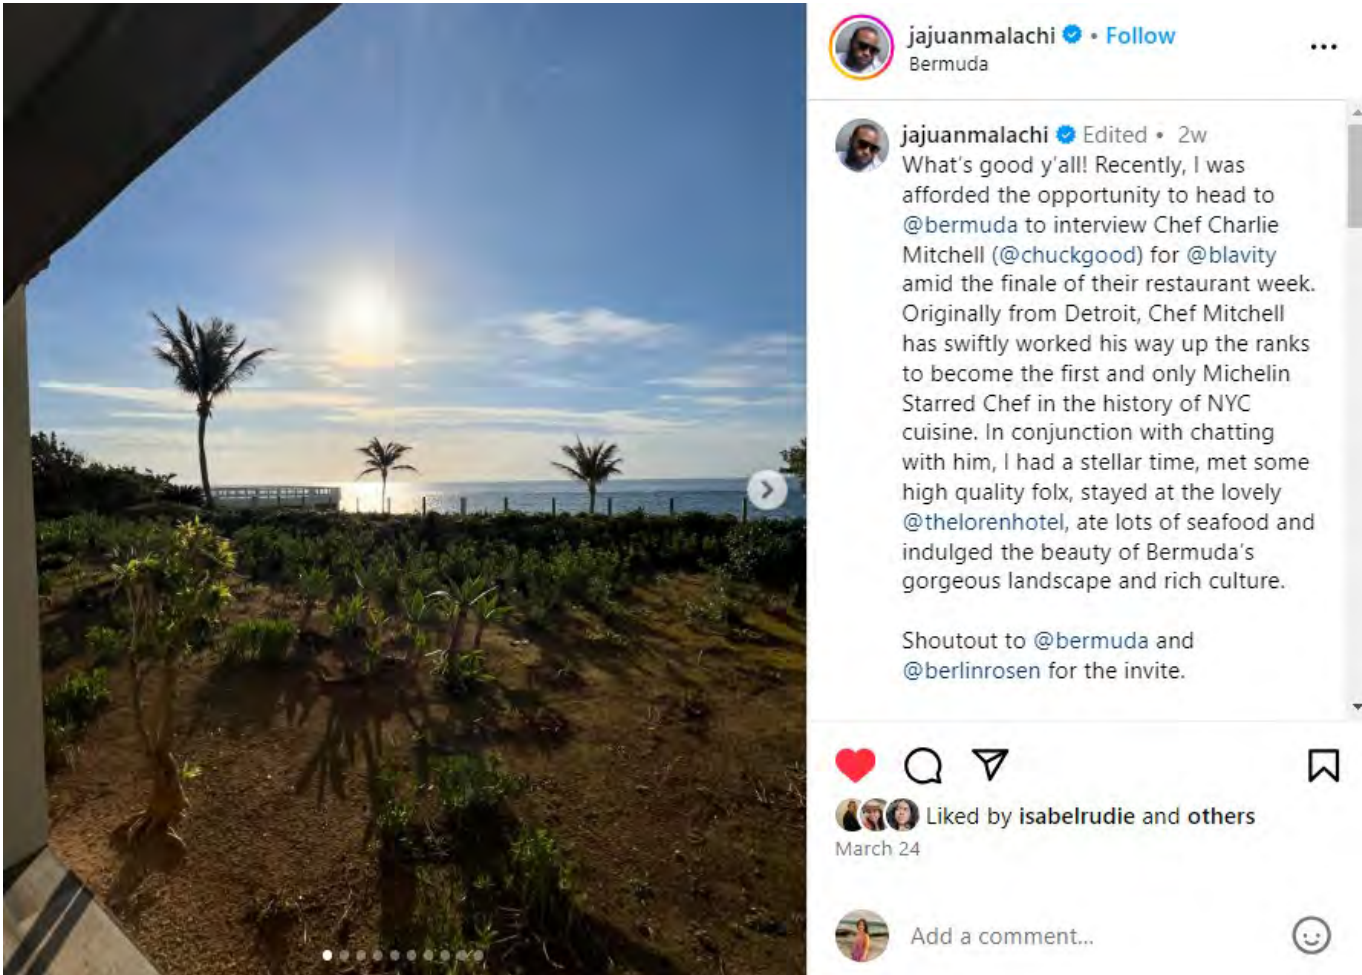 jajuanmalachi • Follow
Bermuda
jajuanmalachi Edited • 2w
What's good y'all! Recently, I was
afforded the opportunity to head to
@bermuda to interview Chef Charlie
Mitchell (@chuckgood) for @blavity
amid the finale of their restaurant week.
Originally from Detroit, Chef Mitchell
has swiftly worked his way up the ranks
to become the first and only Michelin
Starred Chef in the history of NYC
cuisine. In conjunction with chatting
with him, I had a stellar time, met some
high quality folx, stayed at the lovely
@thelorenhotel, ate lots of seafood and
indulged the beauty of Bermuda's
gorgeous landscape and rich culture.
Shoutout to @bermuda and
@berlinrosen for the invite.
Liked by isabelrudie and others
March 24
Add a comment...